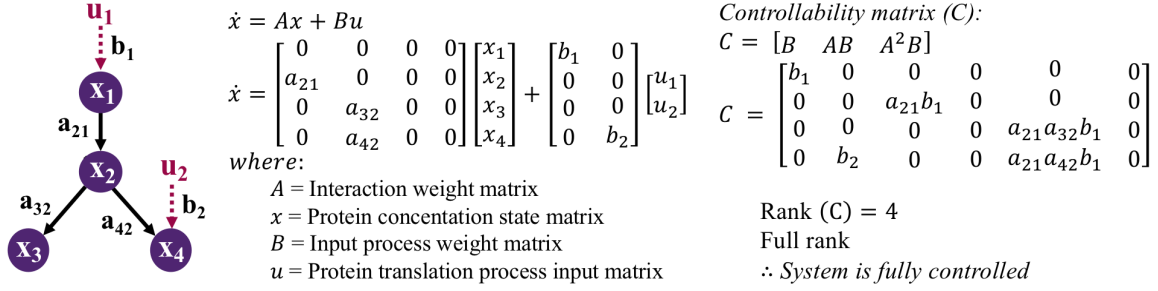 u₁
b₁
x₁
a₂₁
x₂
u₂
a₃₂
a₄₂
b₂
x₃
x₄
ẋ = Ax + Bu
ẋ = [0 0 0 0; a₂₁ 0 0 0; 0 a₃₂ 0 0; 0 a₄₂ 0 0] [x₁; x₂; x₃; x₄] + [b₁ 0; 0 0; 0 0; 0 b₂] [u₁; u₂]
where:
A = Interaction weight matrix
x = Protein concentation state matrix
B = Input process weight matrix
u = Protein translation process input matrix
Controllability matrix (C):
C = [B AB A²B]
C = [b₁ 0 0 0 0 0; 0 0 a₂₁b₁ 0 0 0; 0 0 0 0 a₂₁a₃₂b₁ 0; 0 b₂ 0 0 a₂₁a₄₂b₁ 0]
Rank (C) = 4
Full rank
∴ System is fully controlled